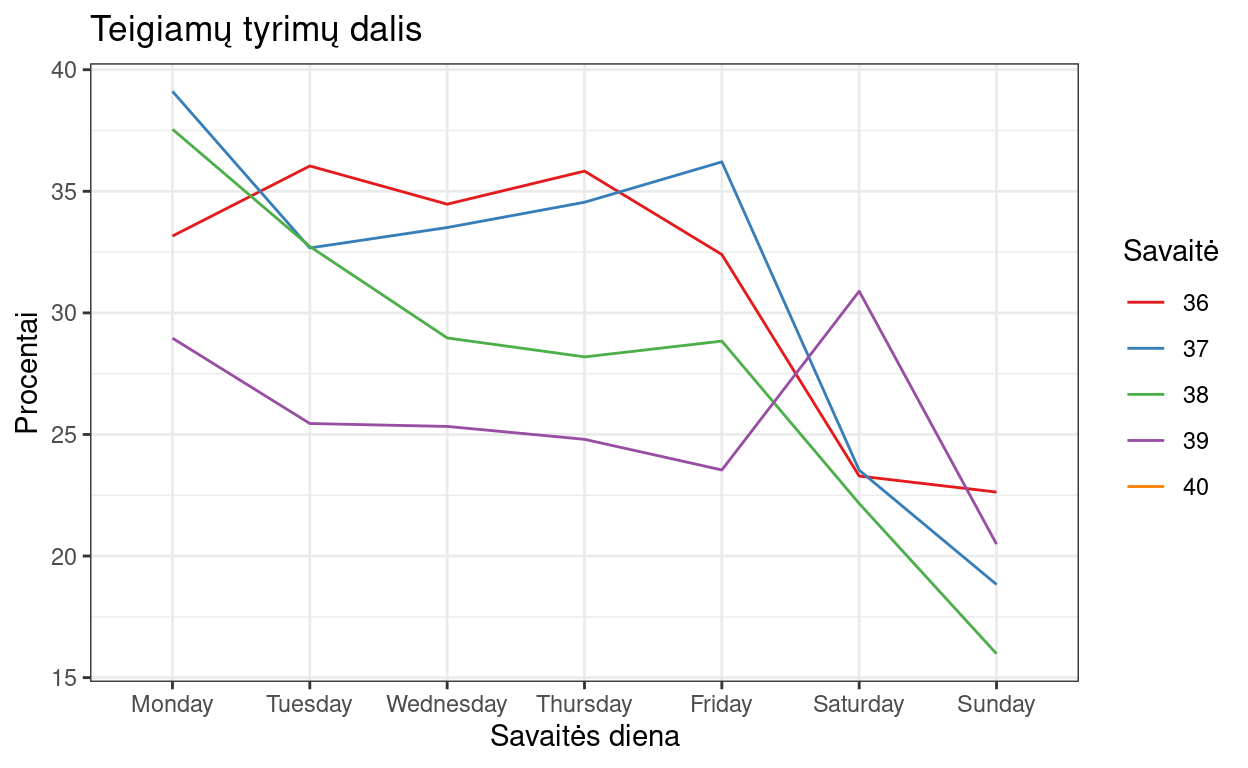 Teigiamų tyrimų dalis
Procentai
40
35
30
25
20
15
Monday Tuesday Wednesday Thursday Friday Saturday Sunday
Savaitės diena
Savaitė
36
37
38
39
40